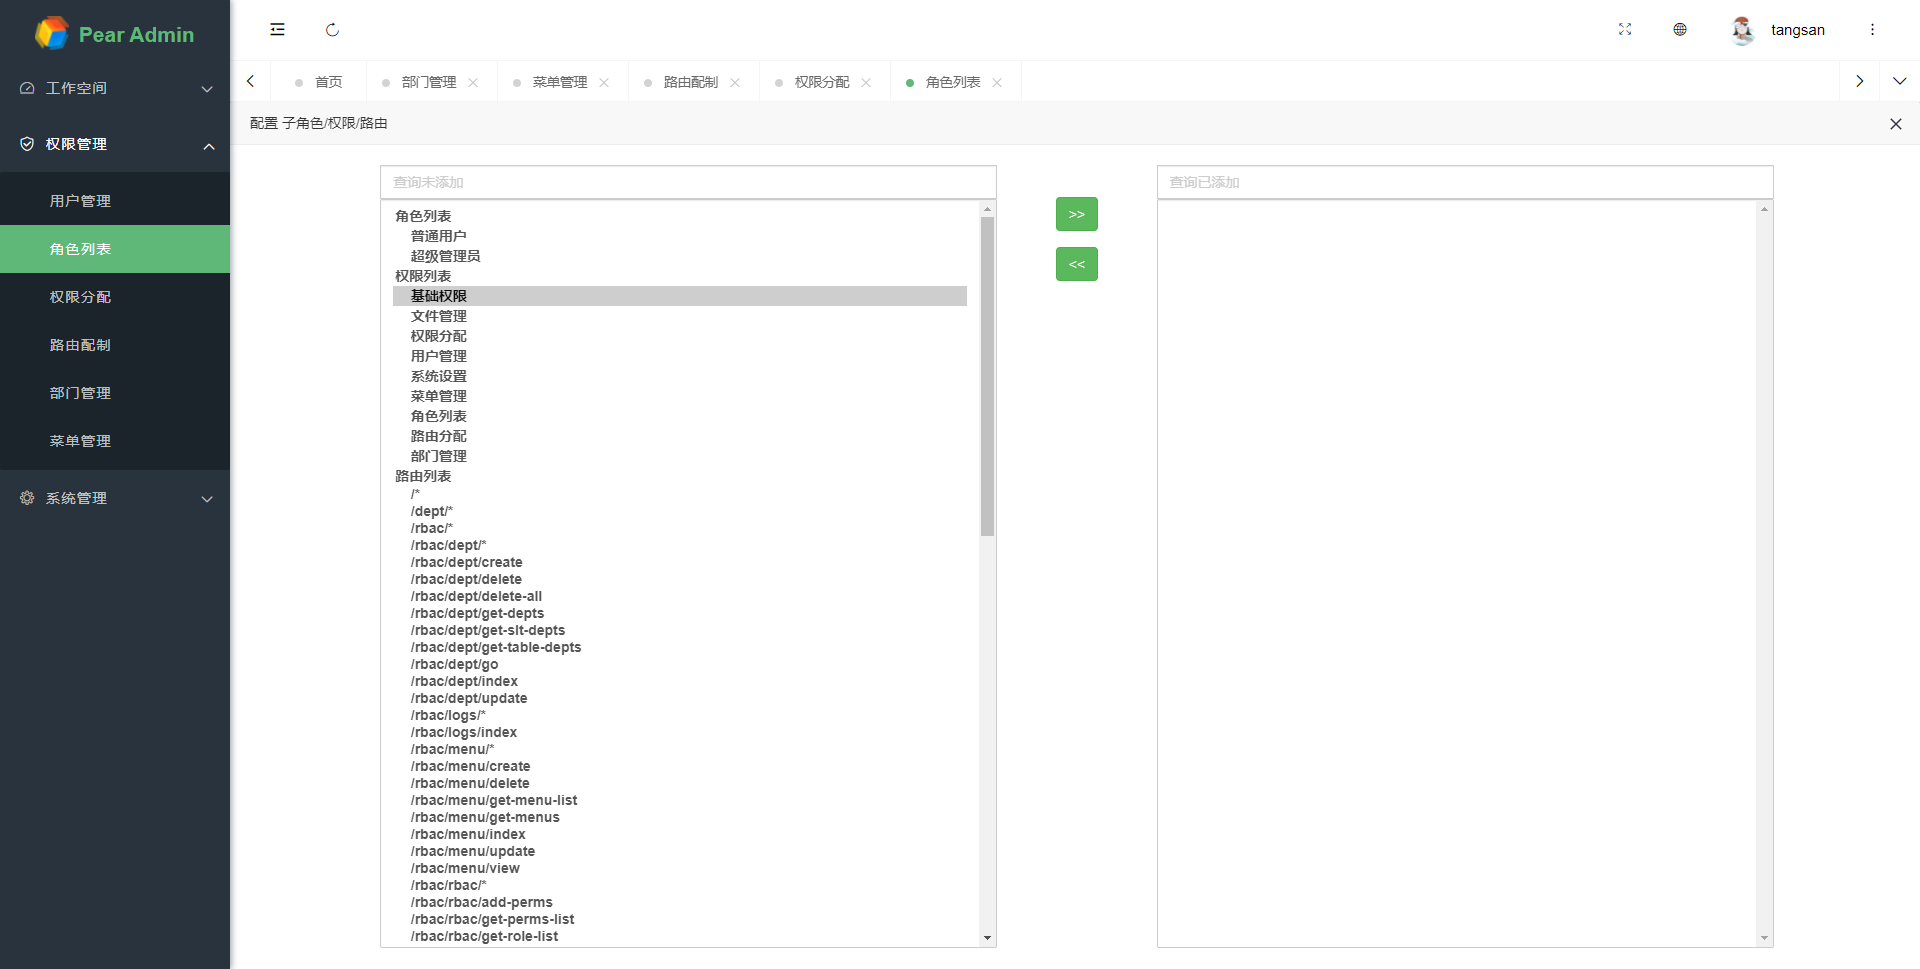 Pear Admin
tangsan
工作空间
首页
部门管理
菜单管理
路由配制
权限分配
角色列表
配置 子角色/权限/路由
权限管理
用户管理
角色列表
权限分配
路由配制
部门管理
菜单管理
系统管理
查询未添加
角色列表
普通用户
超级管理员
权限列表
基础权限
文件管理
权限分配
用户管理
系统设置
菜单管理
角色列表
路由分配
部门管理
路由列表
/*
/dept/*
/rbac/*
/rbac/dept/*
/rbac/dept/create
/rbac/dept/delete
/rbac/dept/delete-all
/rbac/dept/get-depts
/rbac/dept/get-slt-depts
/rbac/dept/get-table-depts
/rbac/dept/go
/rbac/dept/index
/rbac/dept/update
/rbac/logs/*
/rbac/logs/index
/rbac/menu/*
/rbac/menu/create
/rbac/menu/delete
/rbac/menu/get-menu-list
/rbac/menu/get-menus
/rbac/menu/index
/rbac/menu/update
/rbac/menu/view
/rbac/rbac/*
/rbac/rbac/add-perms
/rbac/rbac/get-perms-list
/rbac/rbac/get-role-list
>>
<<
查询已添加